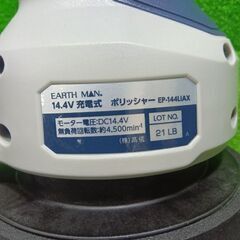 EARTH MAN
14.4V 充電式 ポリッシャー EP-144LiAX
モーター電圧:DC14.4V
無負荷回転数:約4,500min⁻¹
(株)高儀
LOT NO.
21 LB